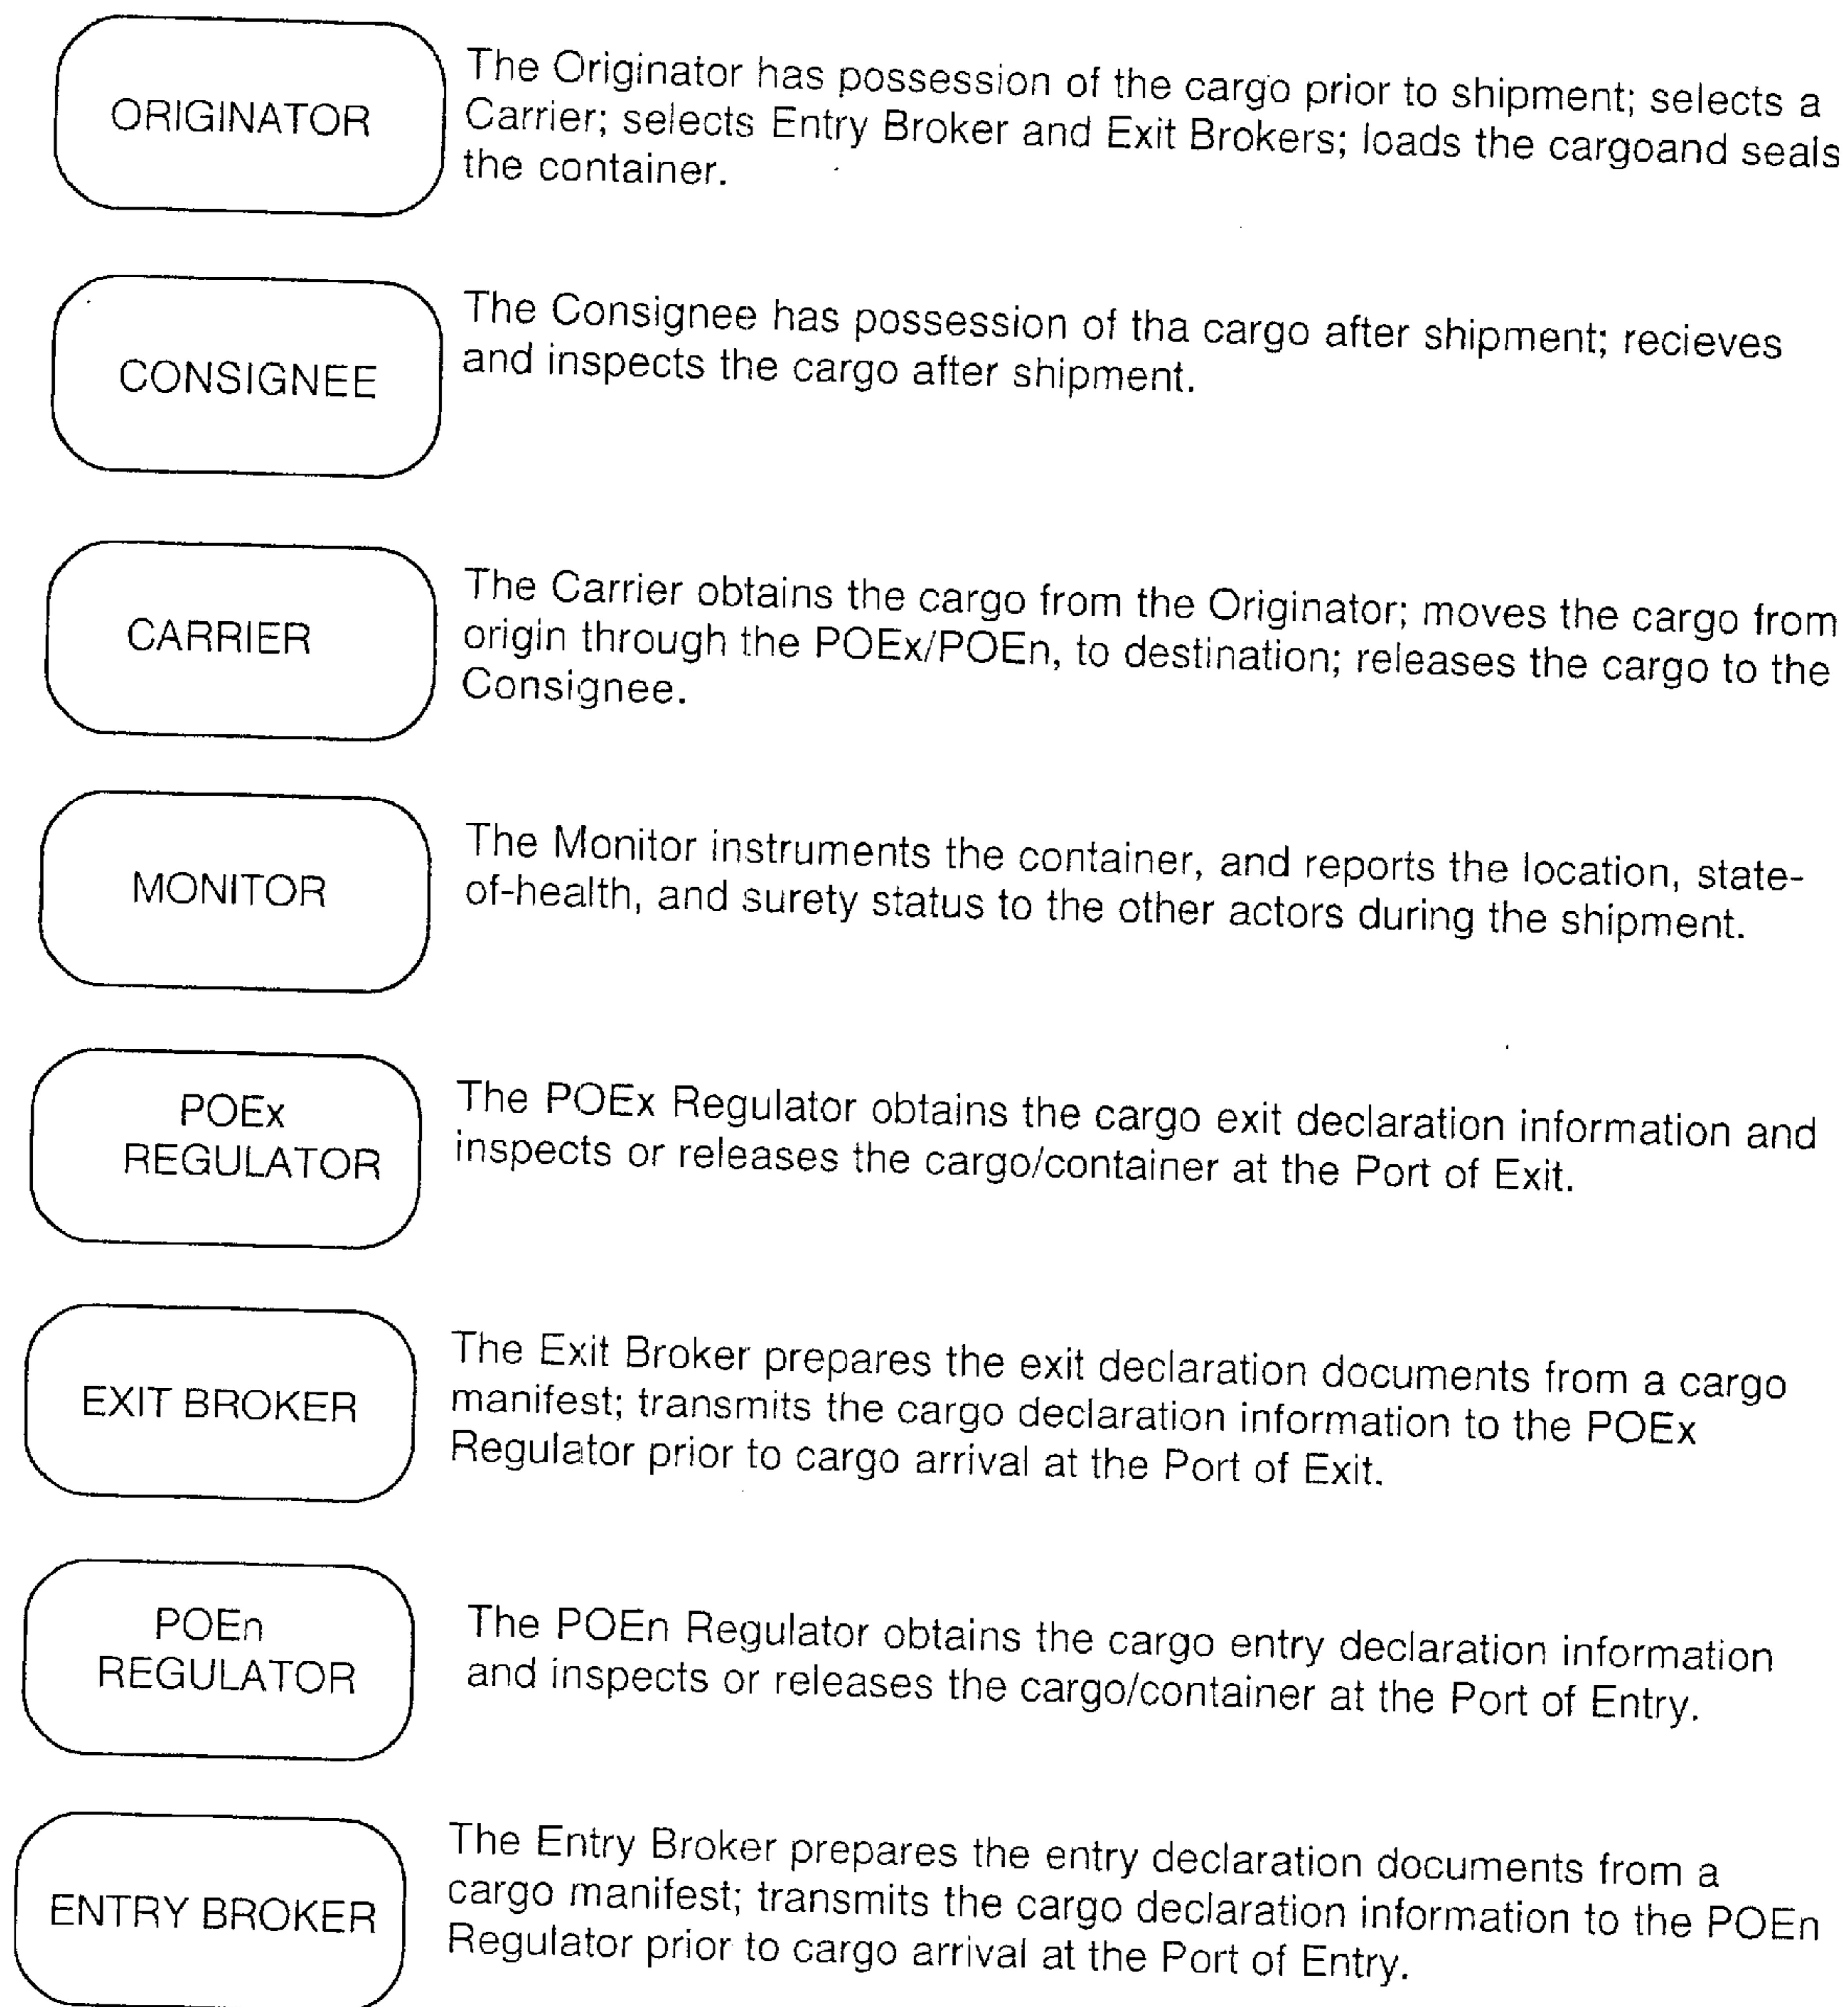 ORIGINATOR
The Originator has possession of the cargo prior to shipment; selects a
Carrier; selects Entry Broker and Exit Brokers; loads the cargoand seals
the container.
CONSIGNEE
The Consignee has possession of tha cargo after shipment; recieves
and inspects the cargo after shipment.
CARRIER
The Carrier obtains the cargo from the Originator; moves the cargo from
origin through the POEx/POEn, to destination; releases the cargo to the
Consignee.
MONITOR
The Monitor instruments the container, and reports the location, state-
of-health, and surety status to the other actors during the shipment.
POEx
REGULATOR
The POEx Regulator obtains the cargo exit declaration information and
inspects or releases the cargo/container at the Port of Exit.
EXIT BROKER
The Exit Broker prepares the exit declaration documents from a cargo
manifest; transmits the cargo declaration information to the POEx
Regulator prior to cargo arrival at the Port of Exit.
POEn
REGULATOR
The POEn Regulator obtains the cargo entry declaration information
and inspects or releases the cargo/container at the Port of Entry.
ENTRY BROKER
The Entry Broker prepares the entry declaration documents from a
cargo manifest; transmits the cargo declaration information to the POEn
Regulator prior to cargo arrival at the Port of Entry.